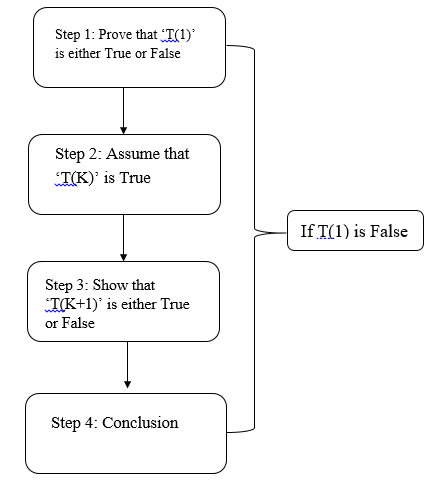 Step 1: Prove that ‘T(1)’
is either True or False
Step 2: Assume that
‘T(K)’ is True
If T(1) is False
Step 3: Show that
‘T(K+1)’ is either True
or False
Step 4: Conclusion